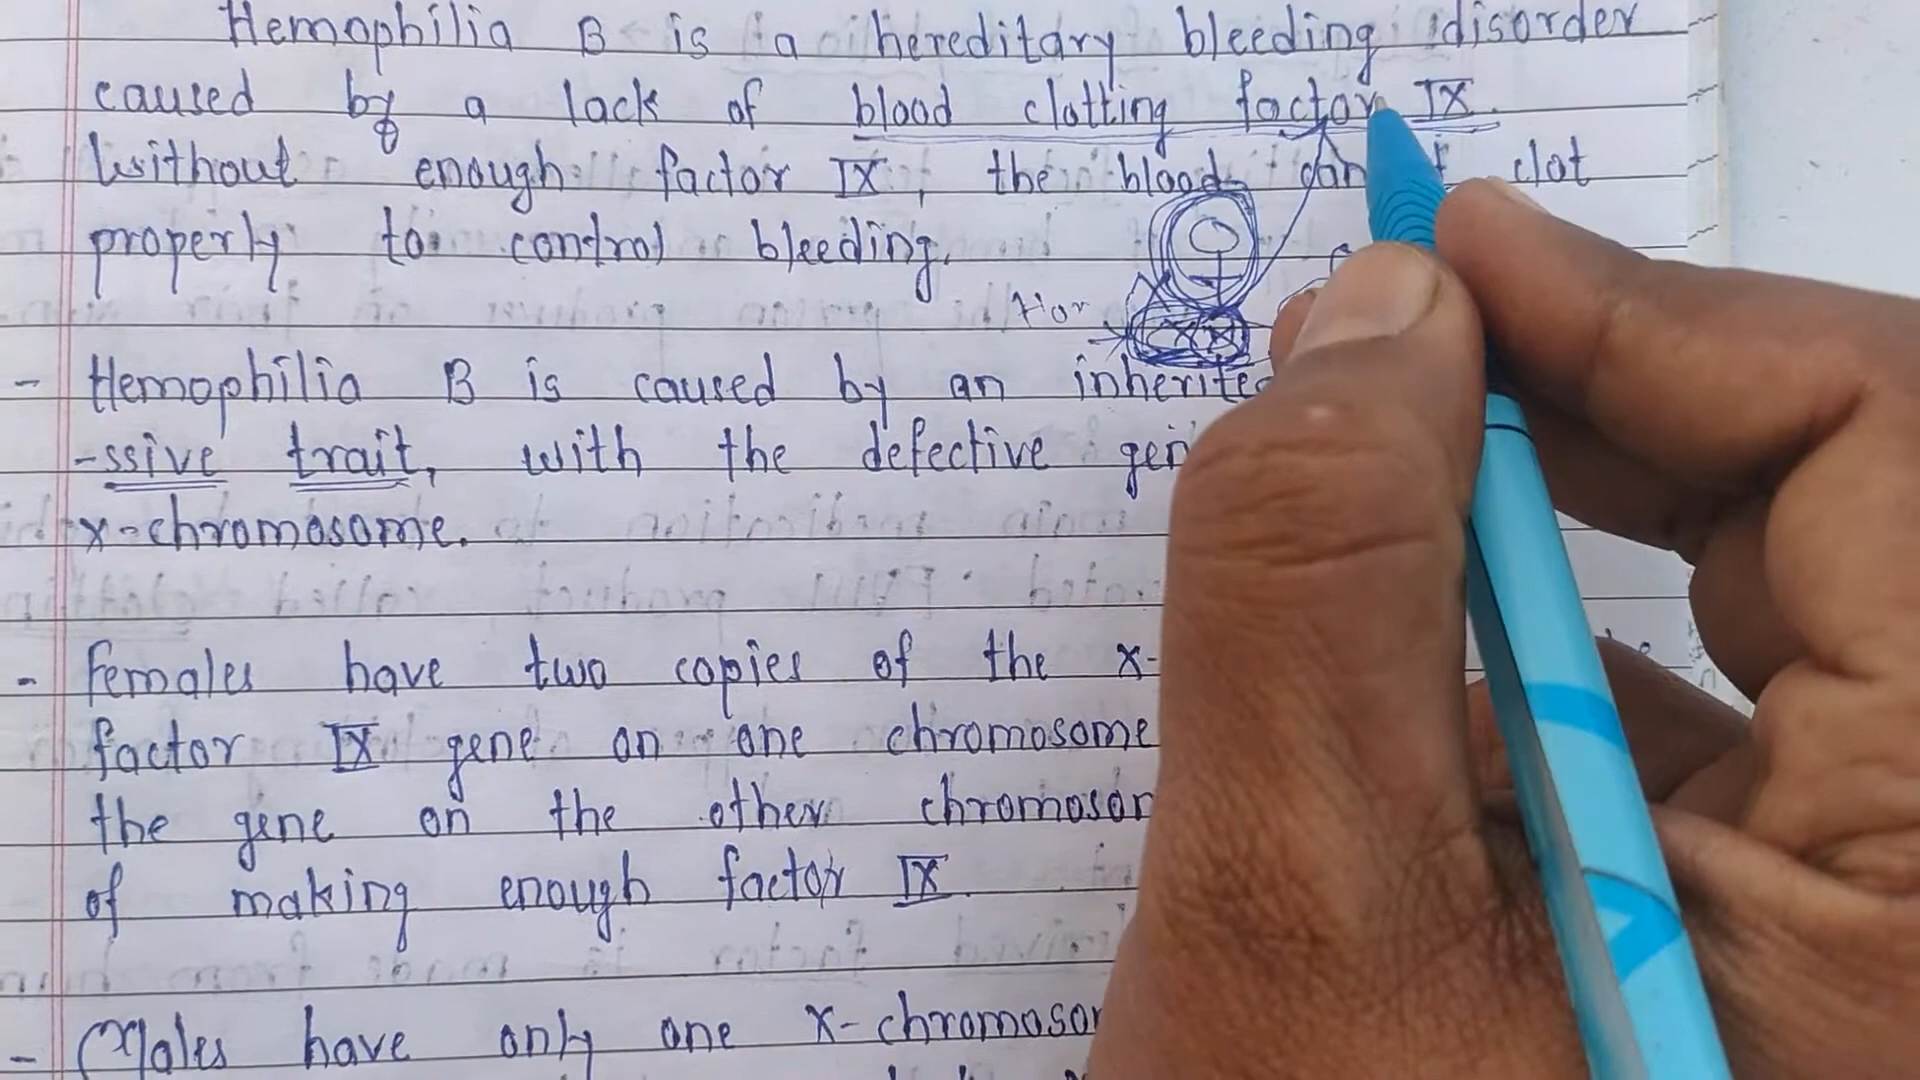 Hemophilia B is a hereditary bleeding disorder
caused by a lack of blood clotting factor IX.
Without enough factor IX, the blood clot
properly to control bleeding.
Hor
- Hemophilia B is caused by an
-ssive trait, with the defective
x-chromosome.
- Females have two copies of the x-
factor IX gene on one chromosome
the gene on the other
of making enough factor IX.
- Males have only one x-